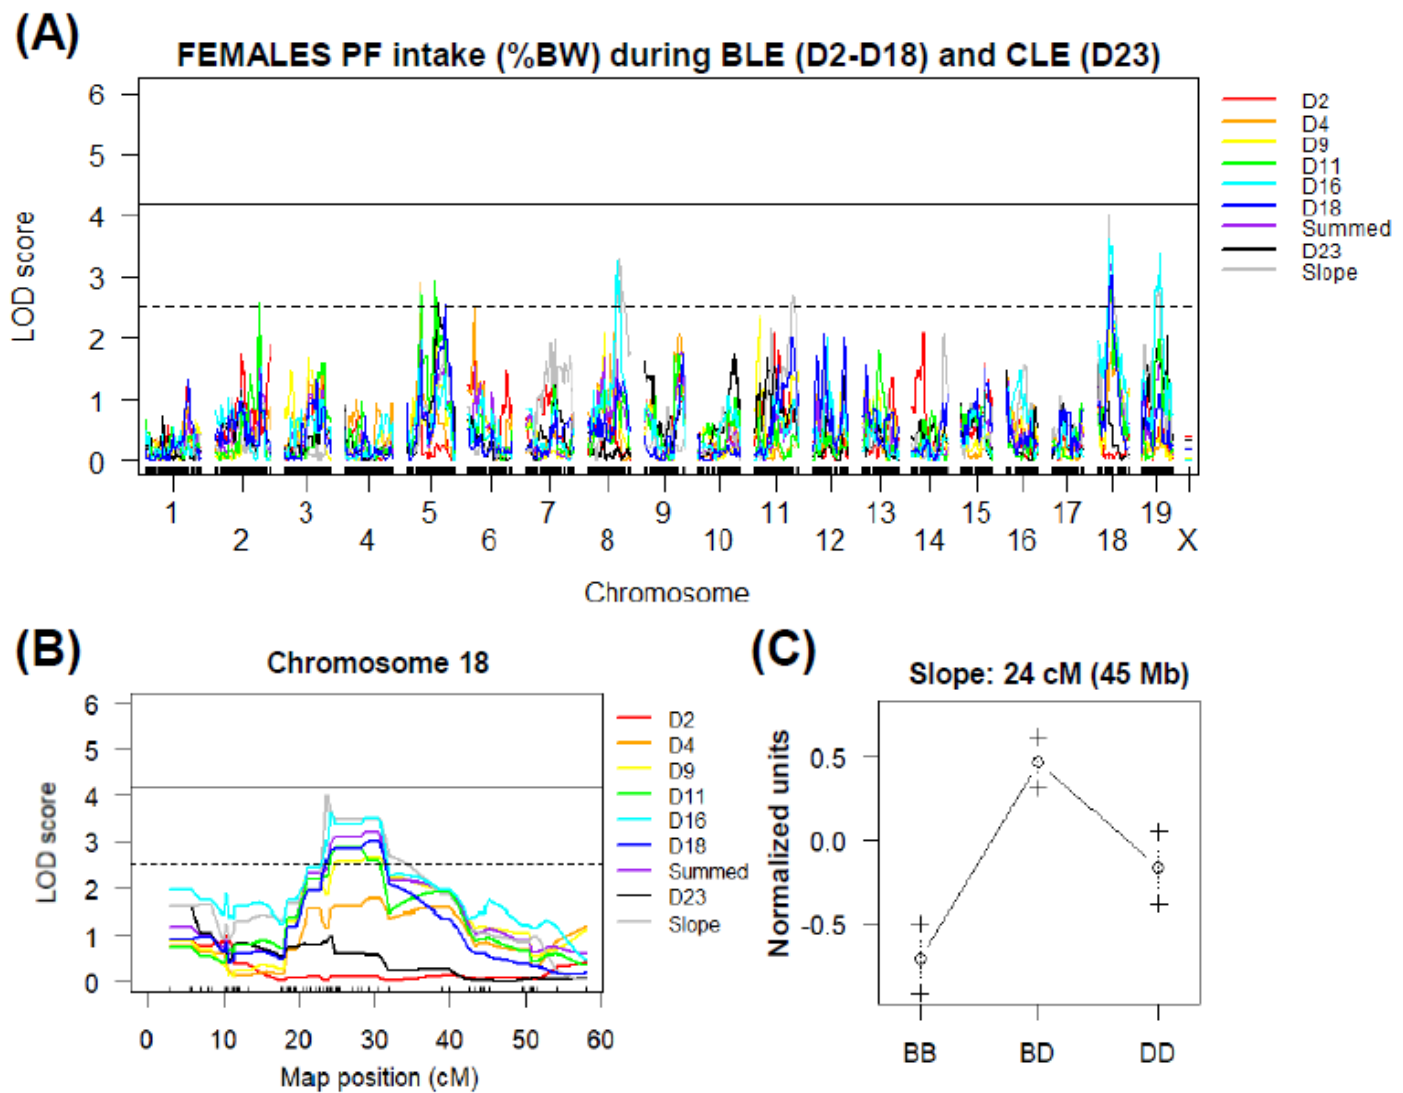 (A)
FEMALES PF intake (%BW) during BLE (D2-D18) and CLE (D23)
LOD score
6
5
4
3
2
1
0
D2
D4
D9
D11
D16
D18
Summed
D23
Slope
1 3 5 7 9 11 13 15 17 19
2 4 6 8 10 12 14 16 18 X
Chromosome
(B)
Chromosome 18
LOD score
6
5
4
3
2
1
0
D2
D4
D9
D11
D16
D18
Summed
D23
Slope
0 10 20 30 40 50 60
Map position (cM)
(C)
Slope: 24 cM (45 Mb)
Normalized units
0.5
0.0
-0.5
BB BD DD